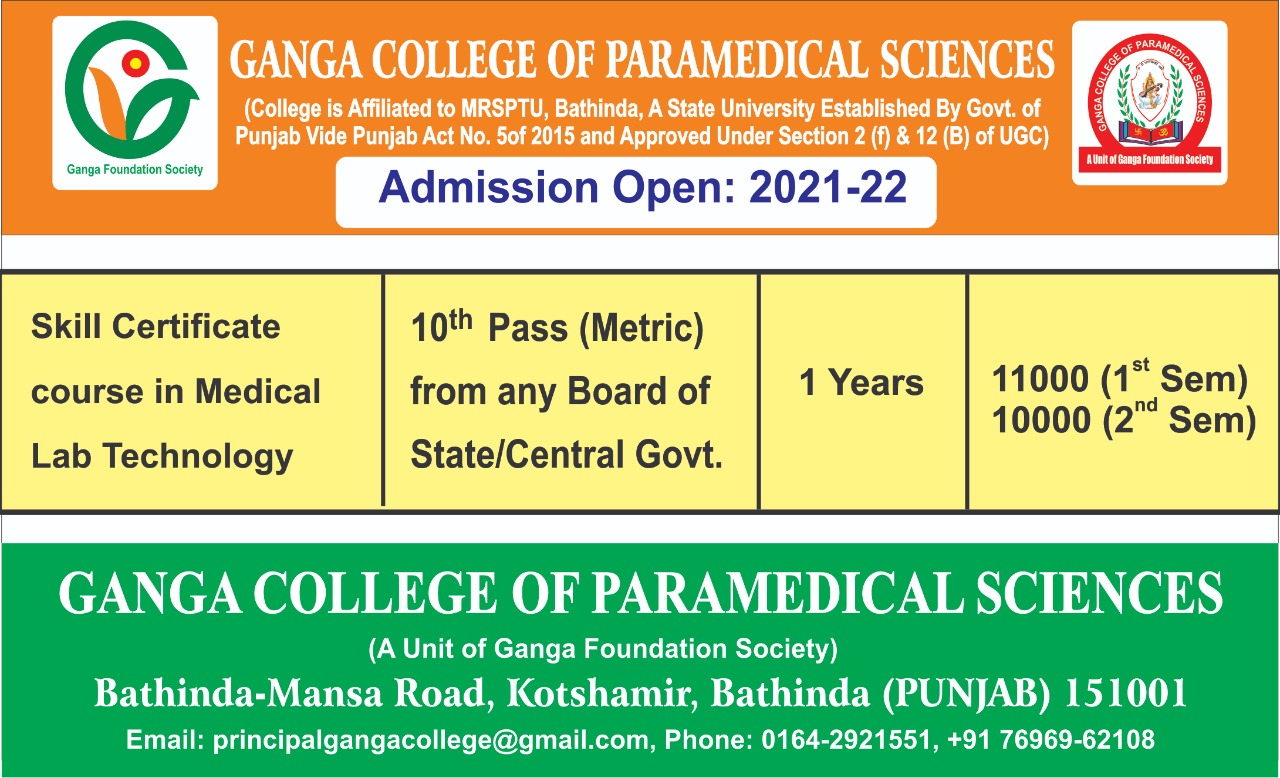 Ganga Foundation Society
GANGA COLLEGE OF PARAMEDICAL SCIENCES
(College is Affiliated to MRSPTU, Bathinda, A State University Established By Govt. of
Punjab Vide Punjab Act No. 5of 2015 and Approved Under Section 2 (f) & 12 (B) of UGC)
Admission Open: 2021-22
GANGA COLLEGE OF PARAMEDICAL SCIENCES
A Unit of Ganga Foundation Society
Skill Certificate
course in Medical
Lab Technology
10th Pass (Metric)
from any Board of
State/Central Govt.
1 Years
11000 (1st Sem)
10000 (2nd Sem)
GANGA COLLEGE OF PARAMEDICAL SCIENCES
(A Unit of Ganga Foundation Society)
Bathinda-Mansa Road, Kotshamir, Bathinda (PUNJAB) 151001
Email: principalgangacollege@gmail.com, Phone: 0164-2921551, +91 76969-62108